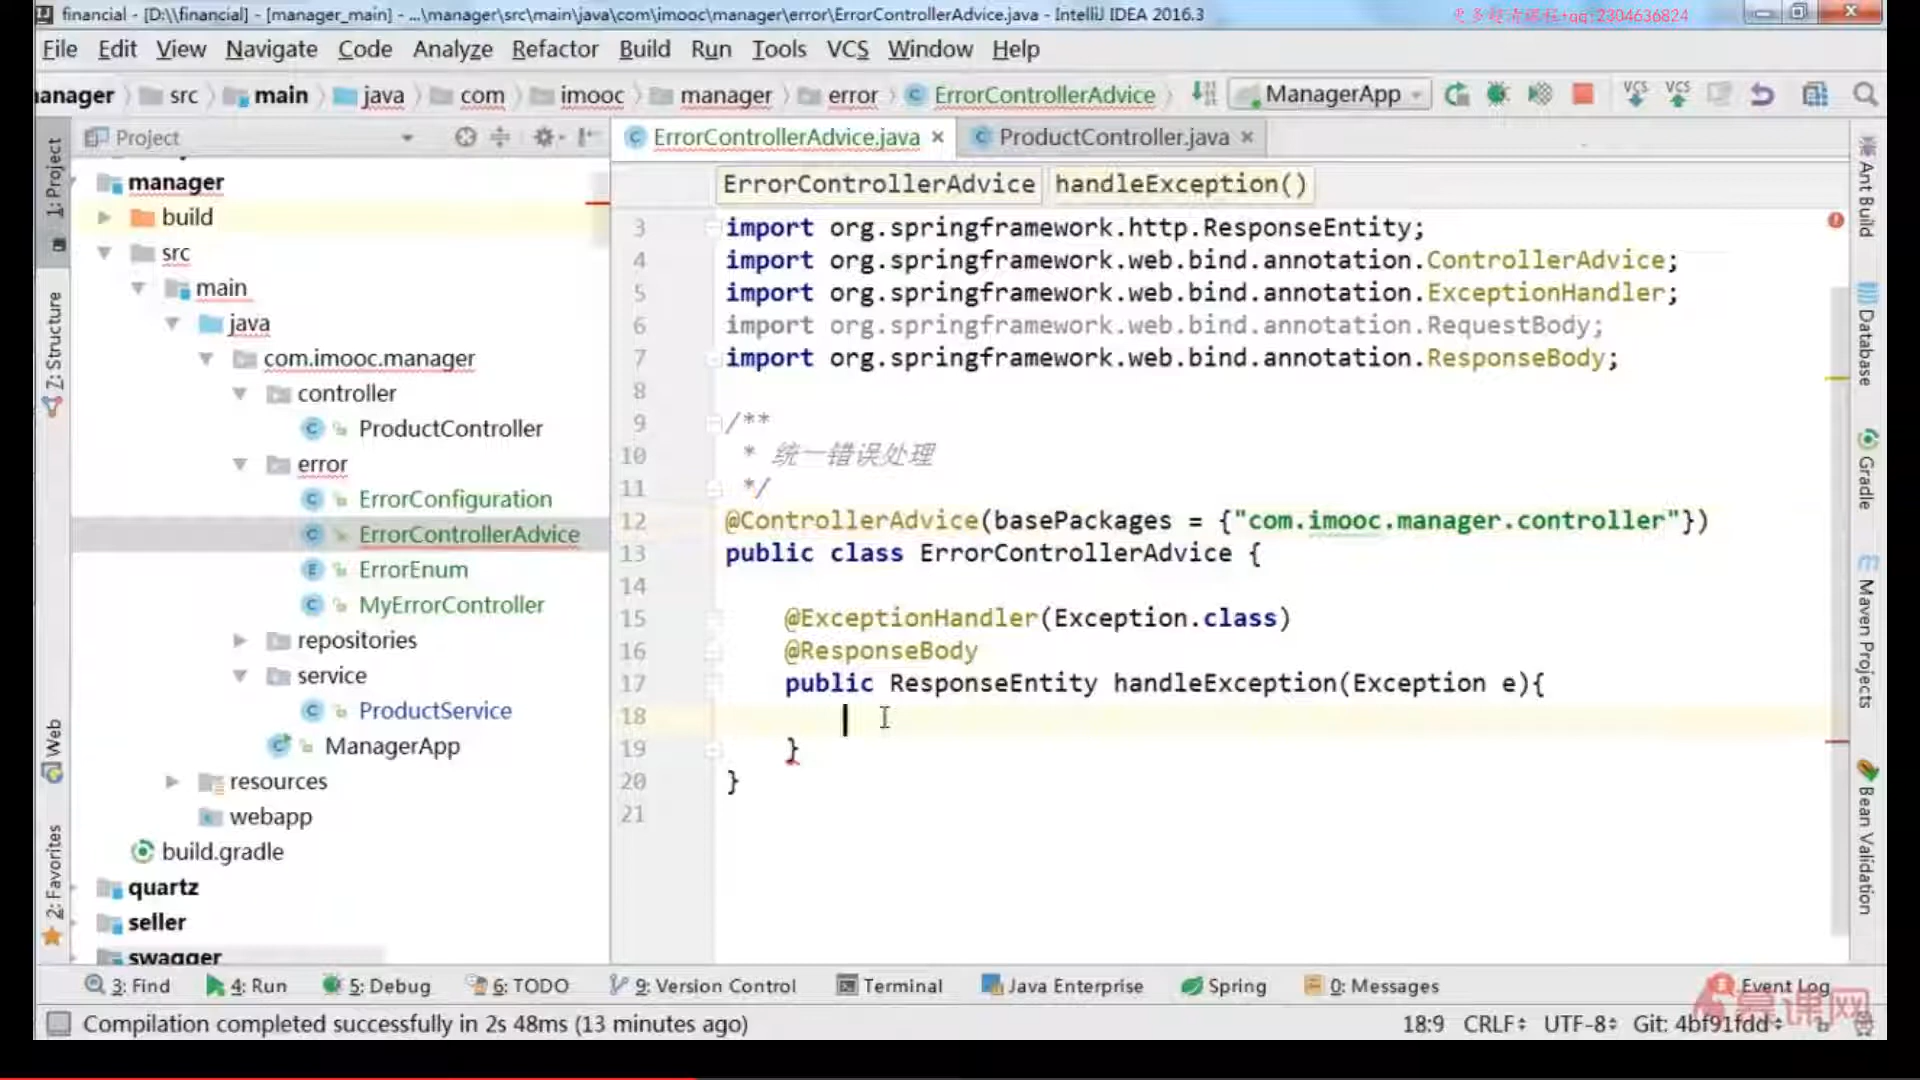 financial - [D:\\financial] - [manager_main] - ...\manager\src\main\java\com\imooc\manager\error\ErrorControllerAdvice.java - IntelliJ IDEA 2016.3
File Edit View Navigate Code Analyze Refactor Build Run Tools VCS Window Help
anager src main java com imooc manager error ErrorControllerAdvice ManagerApp VCS VCS
Project
ErrorControllerAdvice.java ProductController.java
ErrorControllerAdvice handleException()
manager
build
src
main
java
com.imooc.manager
controller
ProductController
error
ErrorConfiguration
ErrorControllerAdvice
ErrorEnum
MyErrorController
repositories
service
ProductService
ManagerApp
resources
webapp
build.gradle
quartz
seller
swagger
3 import org.springframework.http.ResponseEntity;
4 import org.springframework.web.bind.annotation.ControllerAdvice;
5 import org.springframework.web.bind.annotation.ExceptionHandler;
6 import org.springframework.web.bind.annotation.RequestBody;
7 import org.springframework.web.bind.annotation.ResponseBody;
8
9 /**
10 * 统一错误处理
11 */
12 @ControllerAdvice(basePackages = {"com.imooc.manager.controller"})
13 public class ErrorControllerAdvice {
14
15 @ExceptionHandler(Exception.class)
16 @ResponseBody
17 public ResponseEntity handleException(Exception e){
18
19 }
20 }
21
1: Project
Z: Structure
Web
2: Favorites
Ant Build
Database
Gradle
Maven Projects
Bean Validation
3: Find 4: Run 5: Debug 6: TODO 9: Version Control Terminal Java Enterprise Spring 0: Messages Event Log
Compilation completed successfully in 2s 48ms (13 minutes ago) 18:9 CRLF UTF-8 Git: 4bf91fdd
慕课网